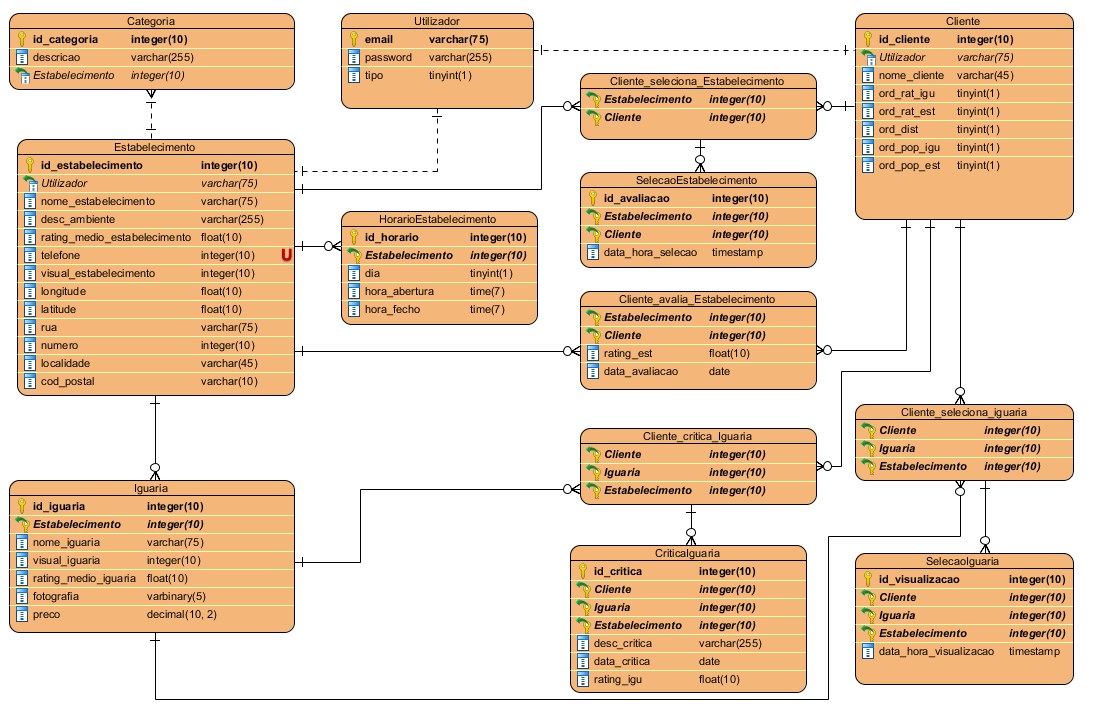 Categoria
id_categoria integer(10)
descricao varchar(255)
Estabelecimento integer(10)
Utilizador
email varchar(75)
password varchar(255)
tipo tinyint(1)
Cliente
id_cliente integer(10)
Utilizador varchar(75)
nome_cliente varchar(45)
ord_rat_igu tinyint(1)
ord_rat_est tinyint(1)
ord_dist tinyint(1)
ord_pop_igu tinyint(1)
ord_pop_est tinyint(1)
Cliente_seleciona_Estabelecimento
Estabelecimento integer(10)
Cliente integer(10)
Estabelecimento
id_estabelecimento integer(10)
Utilizador varchar(75)
nome_estabelecimento varchar(75)
desc_ambiente varchar(255)
rating_medio_estabelecimento float(10)
telefone integer(10) U
visual_estabelecimento integer(10)
longitude float(10)
latitude float(10)
rua varchar(75)
numero integer(10)
localidade varchar(45)
cod_postal varchar(10)
SelecaoEstabelecimento
id_avaliacao integer(10)
Estabelecimento integer(10)
Cliente integer(10)
data_hora_selecao timestamp
HorarioEstabelecimento
id_horario integer(10)
Estabelecimento integer(10)
dia tinyint(1)
hora_abertura time(7)
hora_fecho time(7)
Cliente_avalia_Estabelecimento
Estabelecimento integer(10)
Cliente integer(10)
rating_est float(10)
data_avaliacao date
Cliente_seleciona_iguaria
Cliente integer(10)
Iguaria integer(10)
Estabelecimento integer(10)
Cliente_critica_Iguaria
Cliente integer(10)
Iguaria integer(10)
Estabelecimento integer(10)
Iguaria
id_iguaria integer(10)
Estabelecimento integer(10)
nome_iguaria varchar(75)
visual_iguaria integer(10)
rating_medio_iguaria float(10)
fotografia varbinary(5)
preco decimal(10, 2)
CriticaIguaria
id_critica integer(10)
Cliente integer(10)
Iguaria integer(10)
Estabelecimento integer(10)
desc_critica varchar(255)
data_critica date
rating_igu float(10)
SelecaoIguaria
id_visualizacao integer(10)
Cliente integer(10)
Iguaria integer(10)
Estabelecimento integer(10)
data_hora_visualizacao timestamp